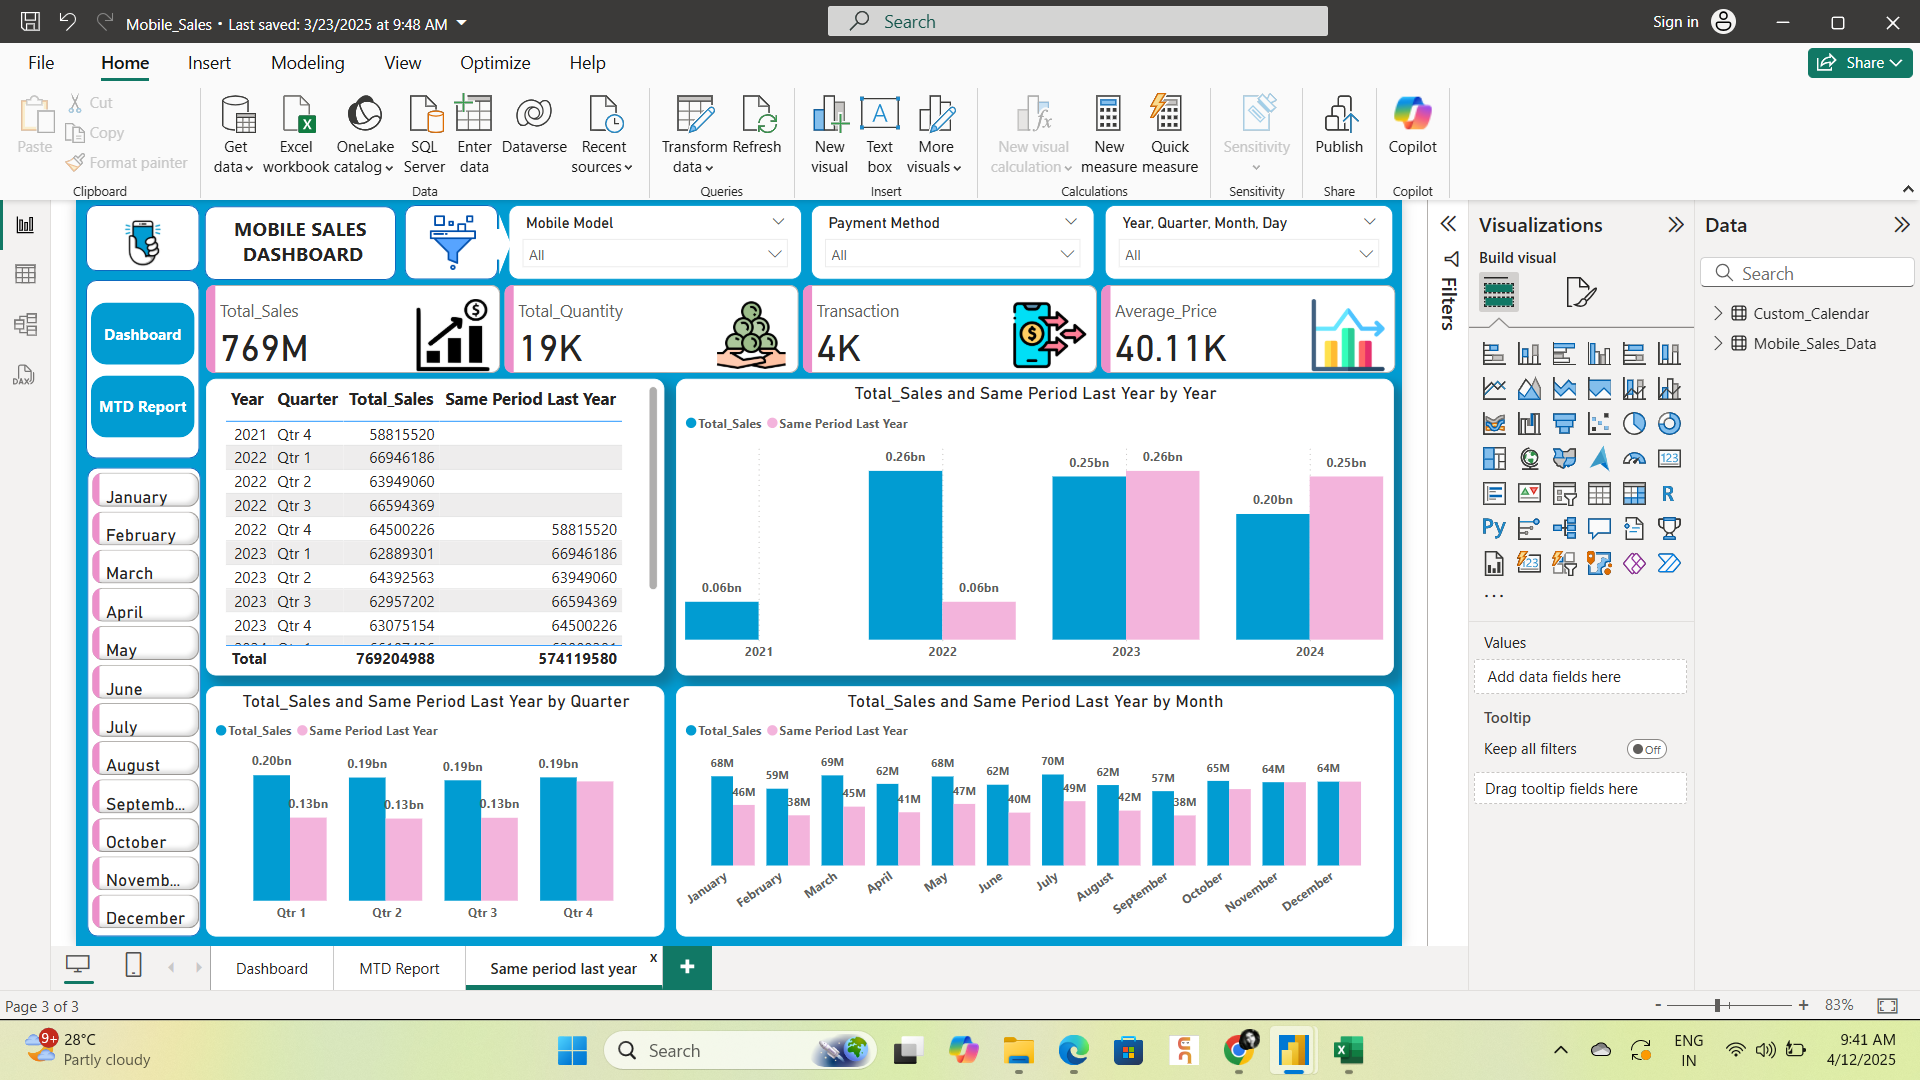 Mobile_Sales • Last saved: 3/23/2025 at 9:48 AM
Search
Sign in
File Home Insert Modeling View Optimize Help
Share
Paste
Cut
Copy
Format painter
Clipboard
Get data
Excel workbook
OneLake catalog
SQL Server
Enter data
Dataverse
Recent sources
Data
Transform data
Refresh
Queries
New visual
Text box
More visuals
Insert
New visual calculation
New measure
Quick measure
Calculations
Sensitivity
Sensitivity
Publish
Share
Copilot
Copilot
MOBILE SALES
DASHBOARD
Mobile Model
All
Payment Method
All
Year, Quarter, Month, Day
All
Dashboard
MTD Report
January
February
March
April
May
June
July
August
Septemb...
October
Novemb...
December
Total_Sales
769M
Total_Quantity
19K
Transaction
4K
Average_Price
40.11K
Year Quarter Total_Sales Same Period Last Year
2021 Qtr 4 58815520
2022 Qtr 1 66946186
2022 Qtr 2 63949060
2022 Qtr 3 66594369
2022 Qtr 4 64500226 58815520
2023 Qtr 1 62889301 66946186
2023 Qtr 2 64392563 63949060
2023 Qtr 3 62957202 66594369
2023 Qtr 4 63075154 64500226
Total 769204988 574119580
Total_Sales and Same Period Last Year by Year
Total_Sales Same Period Last Year
0.06bn
0.26bn
0.06bn
0.25bn
0.26bn
0.20bn
0.25bn
2021 2022 2023 2024
Total_Sales and Same Period Last Year by Quarter
Total_Sales Same Period Last Year
0.20bn 0.19bn 0.19bn 0.19bn
0.13bn 0.13bn 0.13bn
Qtr 1 Qtr 2 Qtr 3 Qtr 4
Total_Sales and Same Period Last Year by Month
Total_Sales Same Period Last Year
68M 59M 69M 62M 68M 62M 70M 62M 57M 65M 64M 64M
46M 38M 45M 41M 47M 40M 49M 42M 38M
January February March April May June July August September October November December
Filters
Visualizations
Build visual
123
R
Py
123
...
Values
Add data fields here
Tooltip
Keep all filters
Off
Drag tooltip fields here
Data
Search
Custom_Calendar
Mobile_Sales_Data
DAX
Dashboard
MTD Report
Same period last year
x
+
Page 3 of 3
- + 83%
9+
28°C
Partly cloudy
Search
ENG
IN
9:41 AM
4/12/2025